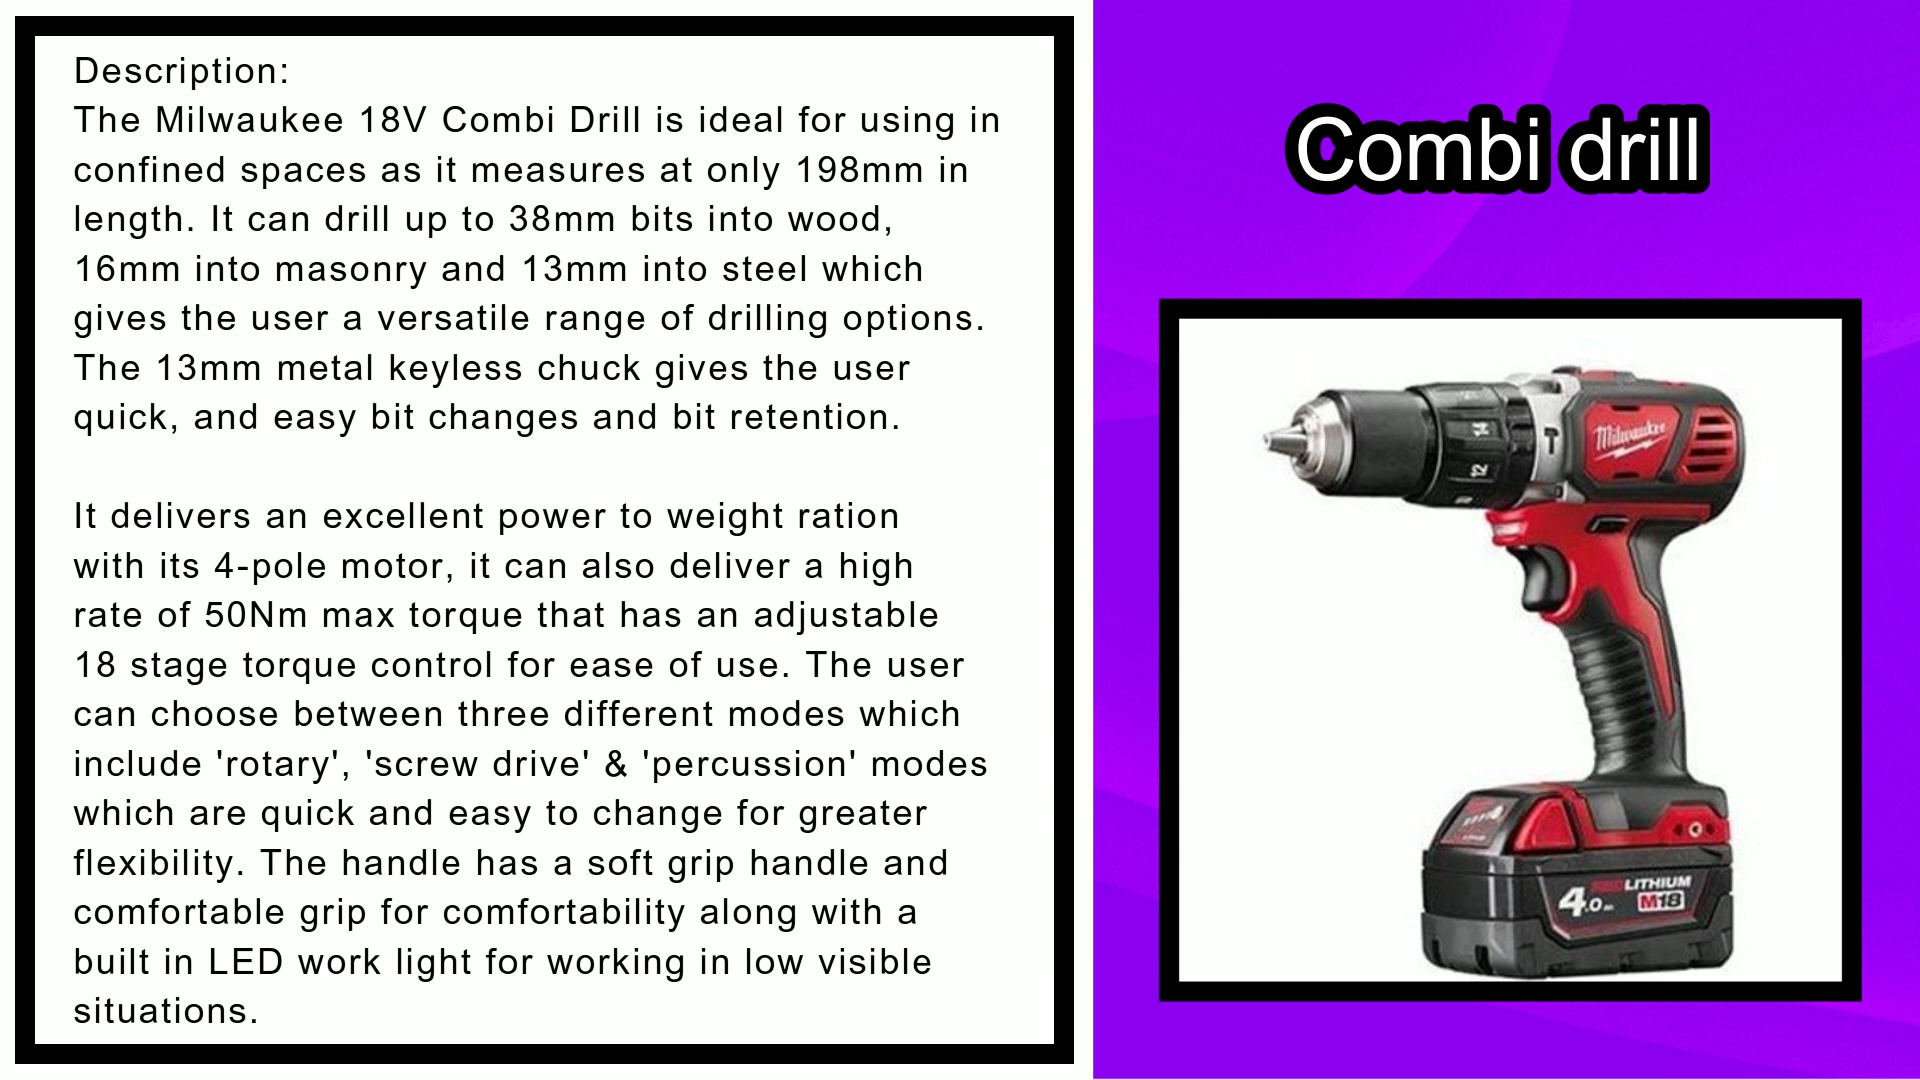 Description:
The Milwaukee 18V Combi Drill is ideal for using in
confined spaces as it measures at only 198mm in
length. It can drill up to 38mm bits into wood,
16mm into masonry and 13mm into steel which
gives the user a versatile range of drilling options.
The 13mm metal keyless chuck gives the user
quick, and easy bit changes and bit retention.
It delivers an excellent power to weight ration
with its 4-pole motor, it can also deliver a high
rate of 50Nm max torque that has an adjustable
18 stage torque control for ease of use. The user
can choose between three different modes which
include 'rotary', 'screw drive' & 'percussion' modes
which are quick and easy to change for greater
flexibility. The handle has a soft grip handle and
comfortable grip for comfortability along with a
built in LED work light for working in low visible
situations.
Combi drill
14
12
Milwaukee
REDLITHIUM
4.0
M18